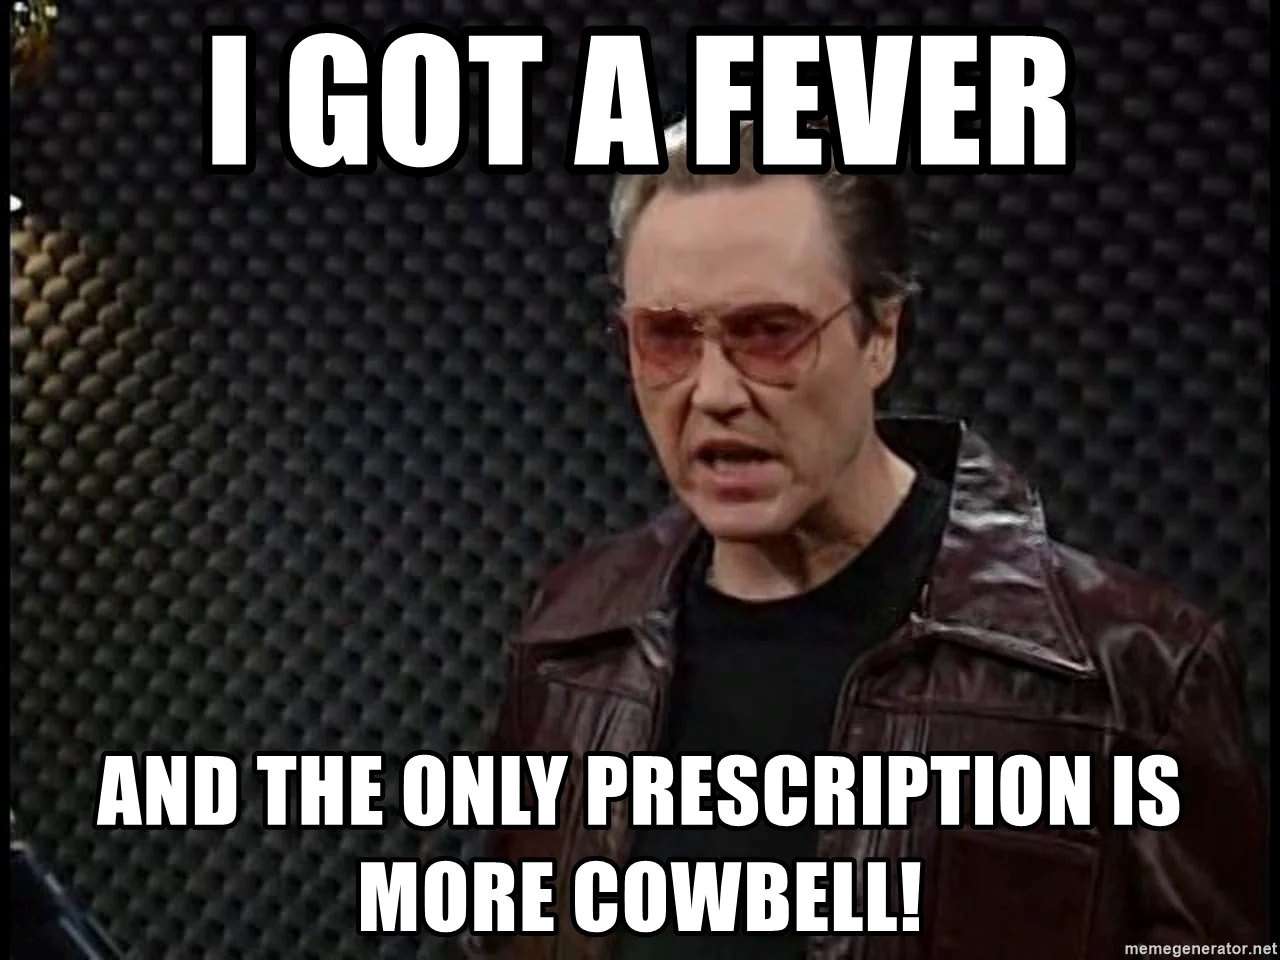 I GOT A FEVER
AND THE ONLY PRESCRIPTION IS
MORE COWBELL!
memegenerator.net